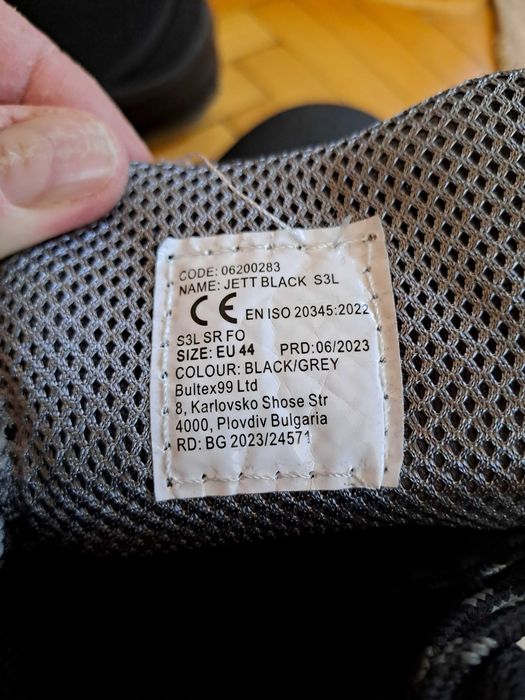 CODE: 06200283
NAME: JETT BLACK S3L
CE EN ISO 20345:2022
S3L SR FO
SIZE: EU 44 PRD: 06/2023
COLOUR: BLACK/GREY
Bultex99 Ltd
8, Karlovsko Shose Str
4000, Plovdiv Bulgaria
RD: BG 2023/24571